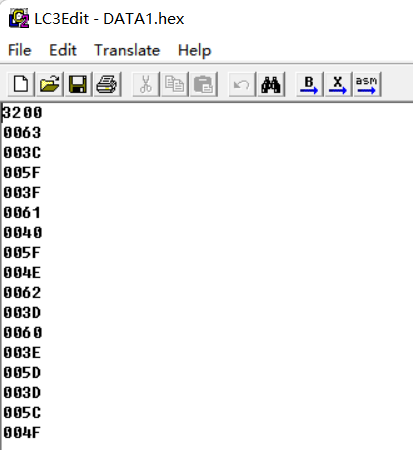 LC3Edit - DATA1.hex
File Edit Translate Help
B X asm
3200
0063
003C
005F
003F
0061
0040
005F
004E
0062
003D
0060
003E
005D
003D
005C
004F